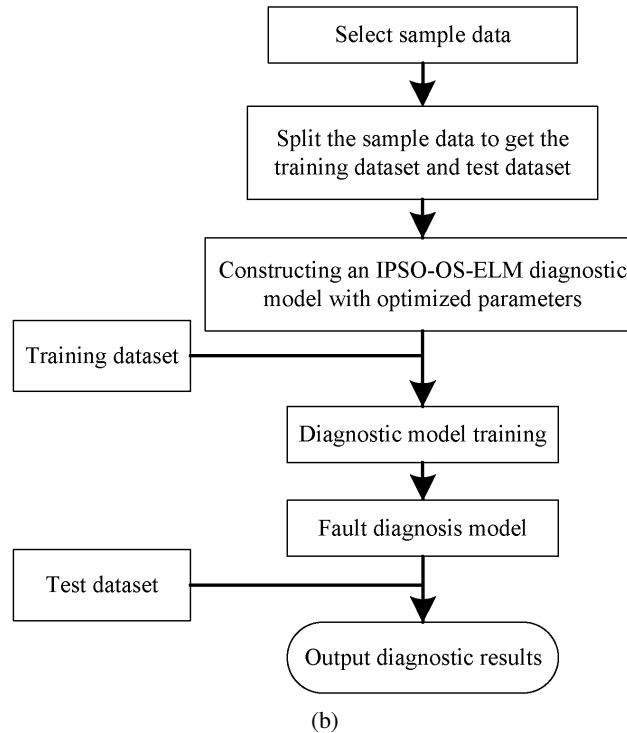 Select sample data
Split the sample data to get the
training dataset and test dataset
Constructing an IPSO-OS-ELM diagnostic
model with optimized parameters
Training dataset
Diagnostic model training
Fault diagnosis model
Test dataset
Output diagnostic results
(b)